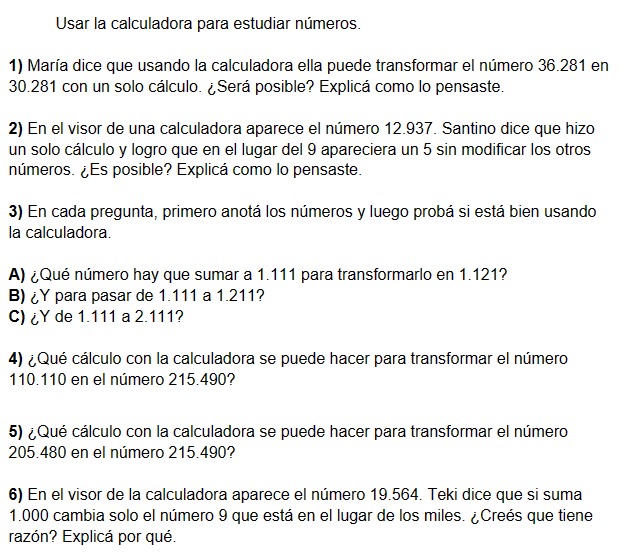 Usar la calculadora para estudiar números.
1) María dice que usando la calculadora ella puede transformar el número 36.281 en
30.281 con un solo cálculo. ¿Será posible? Explicá como lo pensaste.
2) En el visor de una calculadora aparece el número 12.937. Santino dice que hizo
un solo cálculo y logro que en el lugar del 9 apareciera un 5 sin modificar los otros
números. ¿Es posible? Explicá como lo pensaste.
3) En cada pregunta, primero anotá los números y luego probá si está bien usando
la calculadora.
A) ¿Qué número hay que sumar a 1.111 para transformarlo en 1.121?
B) ¿Y para pasar de 1.111 a 1.211?
C) ¿Y de 1.111 a 2.111?
4) ¿Qué cálculo con la calculadora se puede hacer para transformar el número
110.110 en el número 215.490?
5) ¿Qué cálculo con la calculadora se puede hacer para transformar el número
205.480 en el número 215.490?
6) En el visor de la calculadora aparece el número 19.564. Teki dice que si suma
1.000 cambia solo el número 9 que está en el lugar de los miles. ¿Creés que tiene
razón? Explicá por qué.